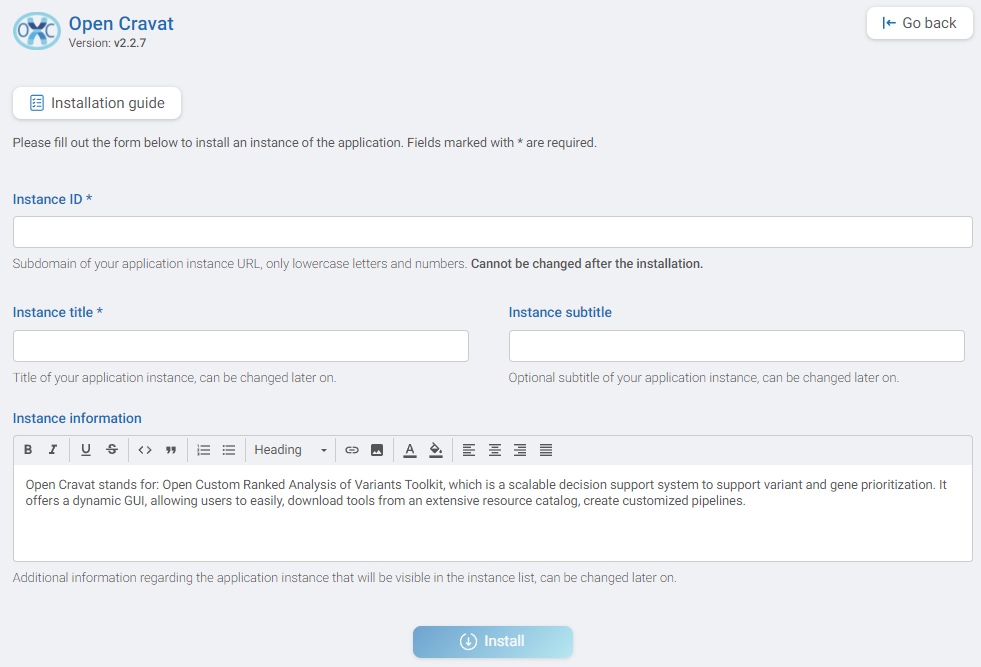 OXC
Open Cravat
Version: v2.2.7
Go back
Installation guide
Please fill out the form below to install an instance of the application. Fields marked with * are required.
Instance ID *
Subdomain of your application instance URL, only lowercase letters and numbers. Cannot be changed after the installation.
Instance title *
Instance subtitle
Title of your application instance, can be changed later on.
Optional subtitle of your application instance, can be changed later on.
Instance information
B I U S Heading A
Open Cravat stands for: Open Custom Ranked Analysis of Variants Toolkit, which is a scalable decision support system to support variant and gene prioritization. It
offers a dynamic GUI, allowing users to easily, download tools from an extensive resource catalog, create customized pipelines.
Additional information regarding the application instance that will be visible in the instance list, can be changed later on.
Install